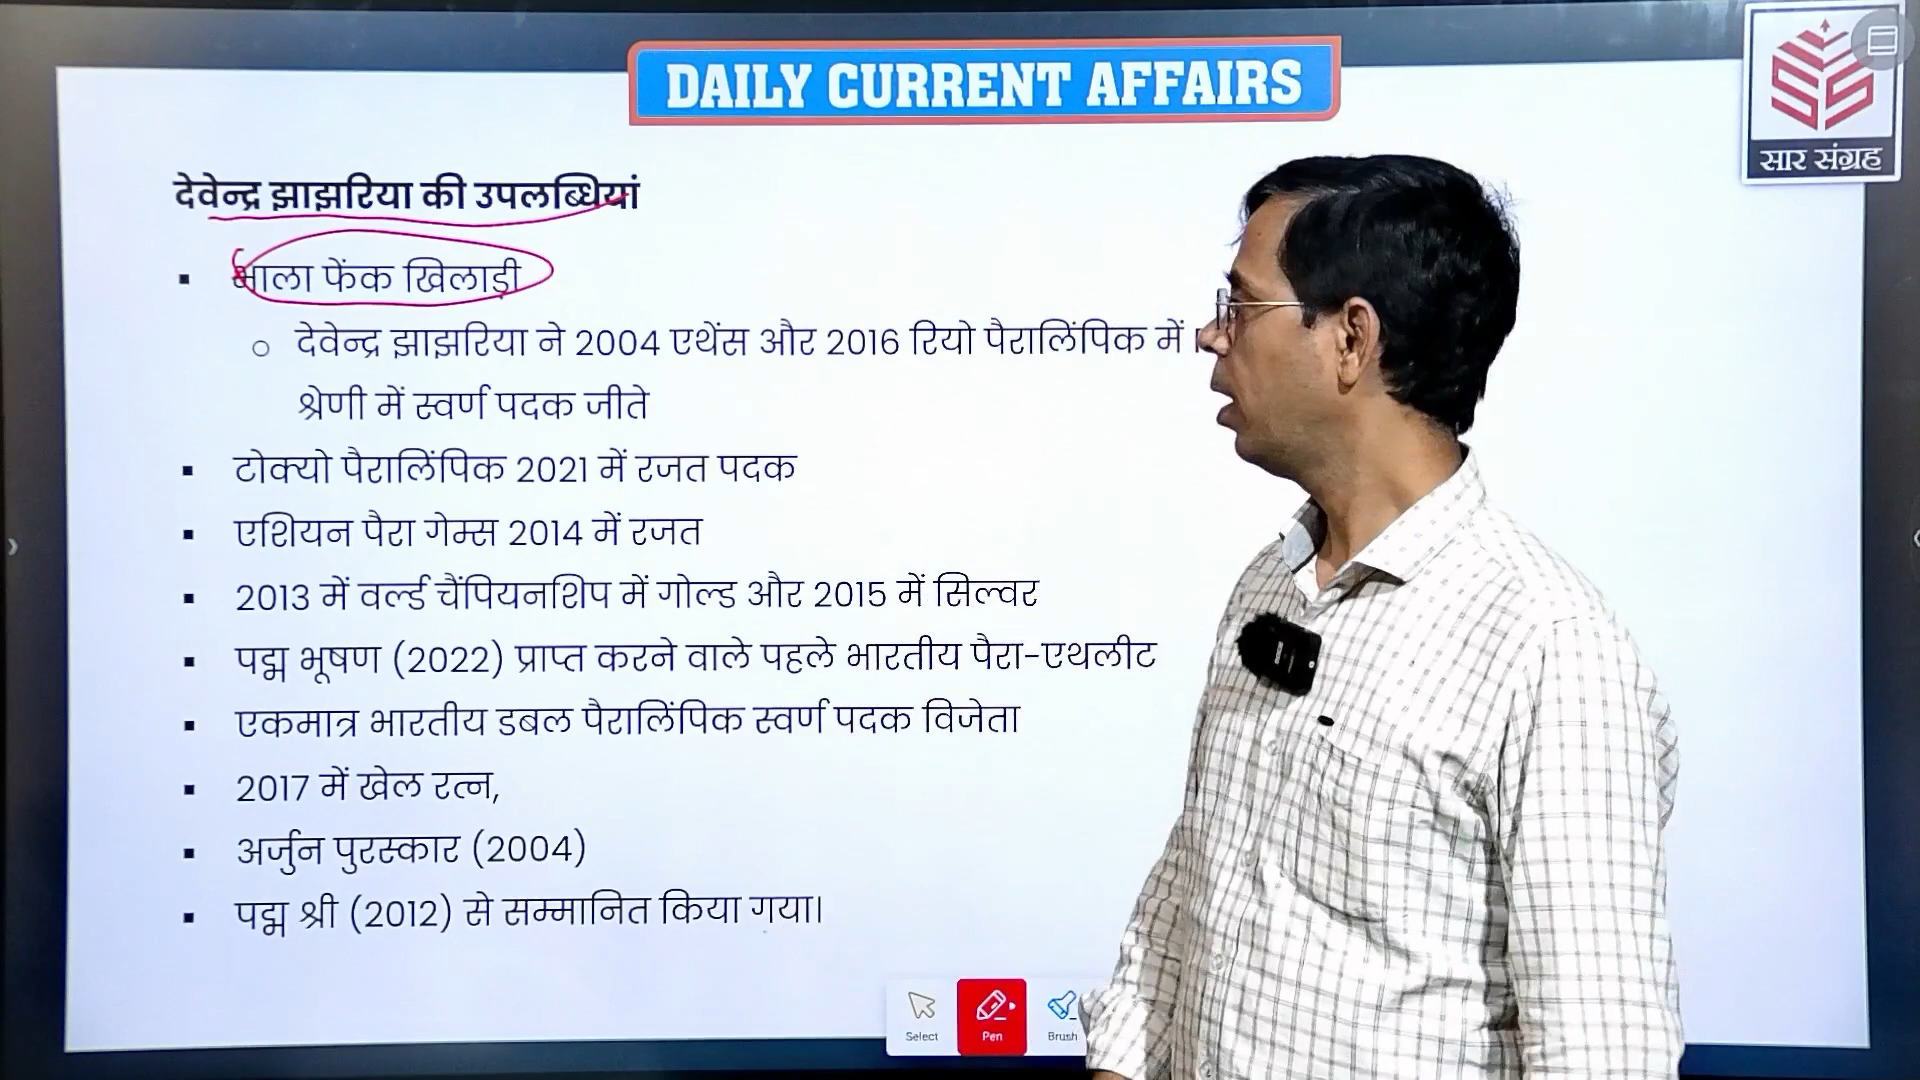 DAILY CURRENT AFFAIRS
सार संग्रह
देवेन्द्र झाझरिया की उपलब्धियां
▪ भाला फेंक खिलाड़ी
○ देवेन्द्र झाझरिया ने 2004 एथेंस और 2016 रियो पैरालिंपिक में
श्रेणी में स्वर्ण पदक जीते
▪ टोक्यो पैरालिंपिक 2021 में रजत पदक
▪ एशियन पैरा गेम्स 2014 में रजत
▪ 2013 में वर्ल्ड चैंपियनशिप में गोल्ड और 2015 में सिल्वर
▪ पद्म भूषण (2022) प्राप्त करने वाले पहले भारतीय पैरा-एथलीट
▪ एकमात्र भारतीय डबल पैरालिंपिक स्वर्ण पदक विजेता
▪ 2017 में खेल रत्न,
▪ अर्जुन पुरस्कार (2004)
▪ पद्म श्री (2012) से सम्मानित किया गया।
Select Pen Brush